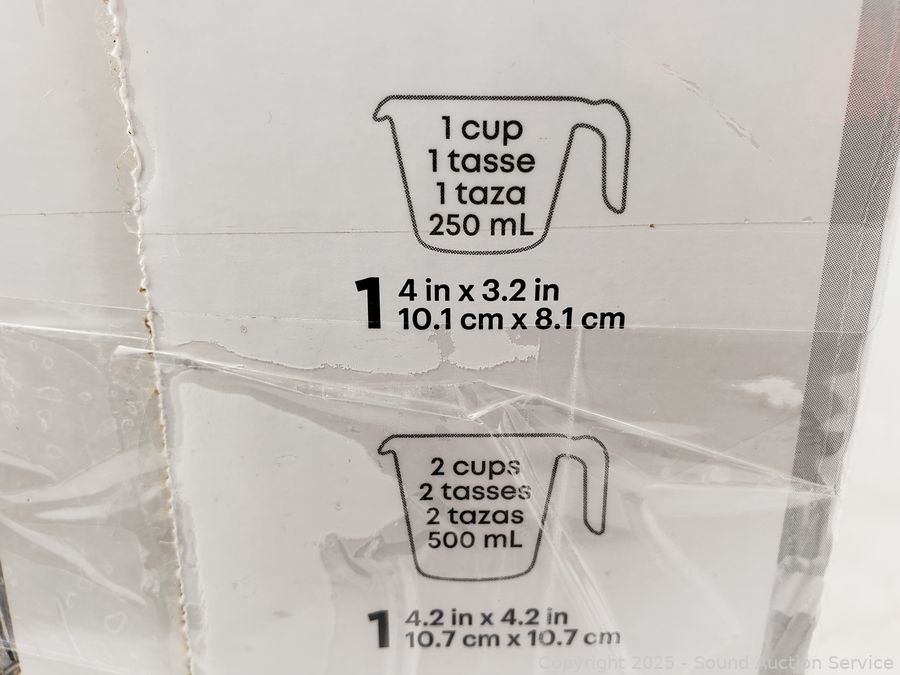 1 cup
1 tasse
1 taza
250 mL
1
4 in x 3.2 in
10.1 cm x 8.1 cm
2 cups
2 tasses
2 tazas
500 mL
1
4.2 in x 4.2 in
10.7 cm x 10.7 cm
Copyright 2025 - Sound Auction Service